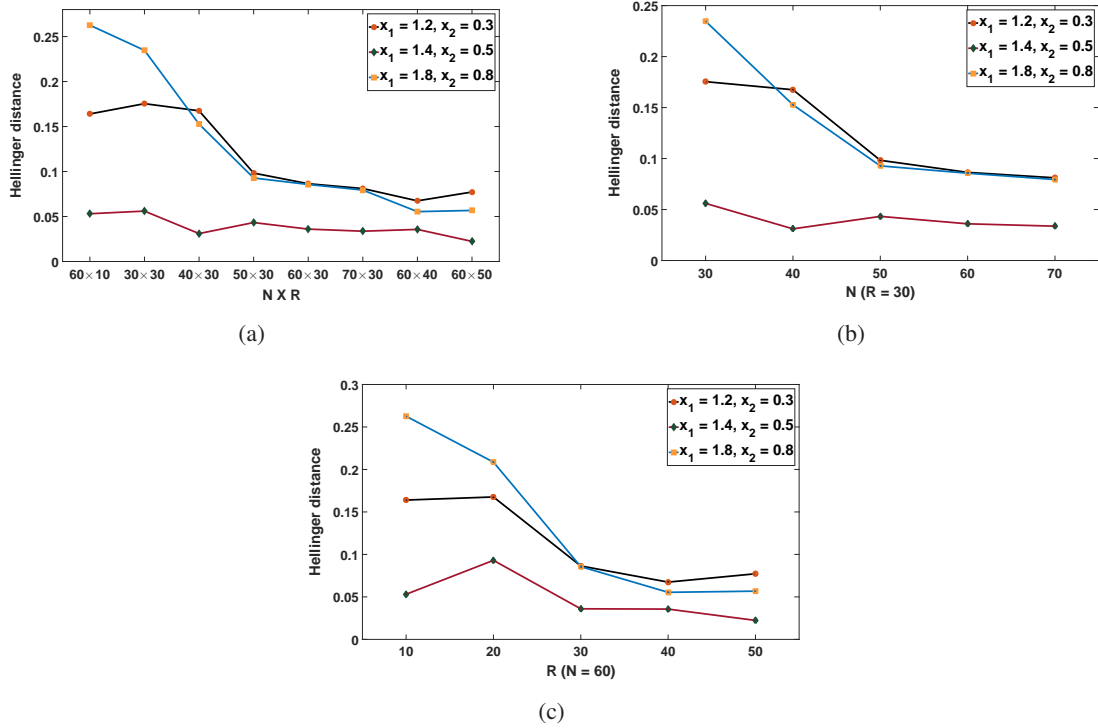 Hellinger distance
0.25
0.2
0.15
0.1
0.05
0
60×10 30×30 40×30 50×30 60×30 70×30 60×40 60×50
N X R
x1 = 1.2, x2 = 0.3
x1 = 1.4, x2 = 0.5
x1 = 1.8, x2 = 0.8
(a)
Hellinger distance
0.25
0.2
0.15
0.1
0.05
0
30 40 50 60 70
N (R = 30)
x1 = 1.2, x2 = 0.3
x1 = 1.4, x2 = 0.5
x1 = 1.8, x2 = 0.8
(b)
Hellinger distance
0.3
0.25
0.2
0.15
0.1
0.05
0
10 20 30 40 50
R (N = 60)
x1 = 1.2, x2 = 0.3
x1 = 1.4, x2 = 0.5
x1 = 1.8, x2 = 0.8
(c)